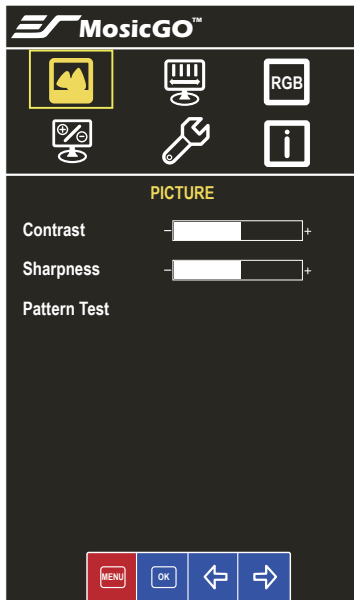 MosicGO™
RGB
i
PICTURE
Contrast - +
Sharpness - +
Pattern Test
MENU OK